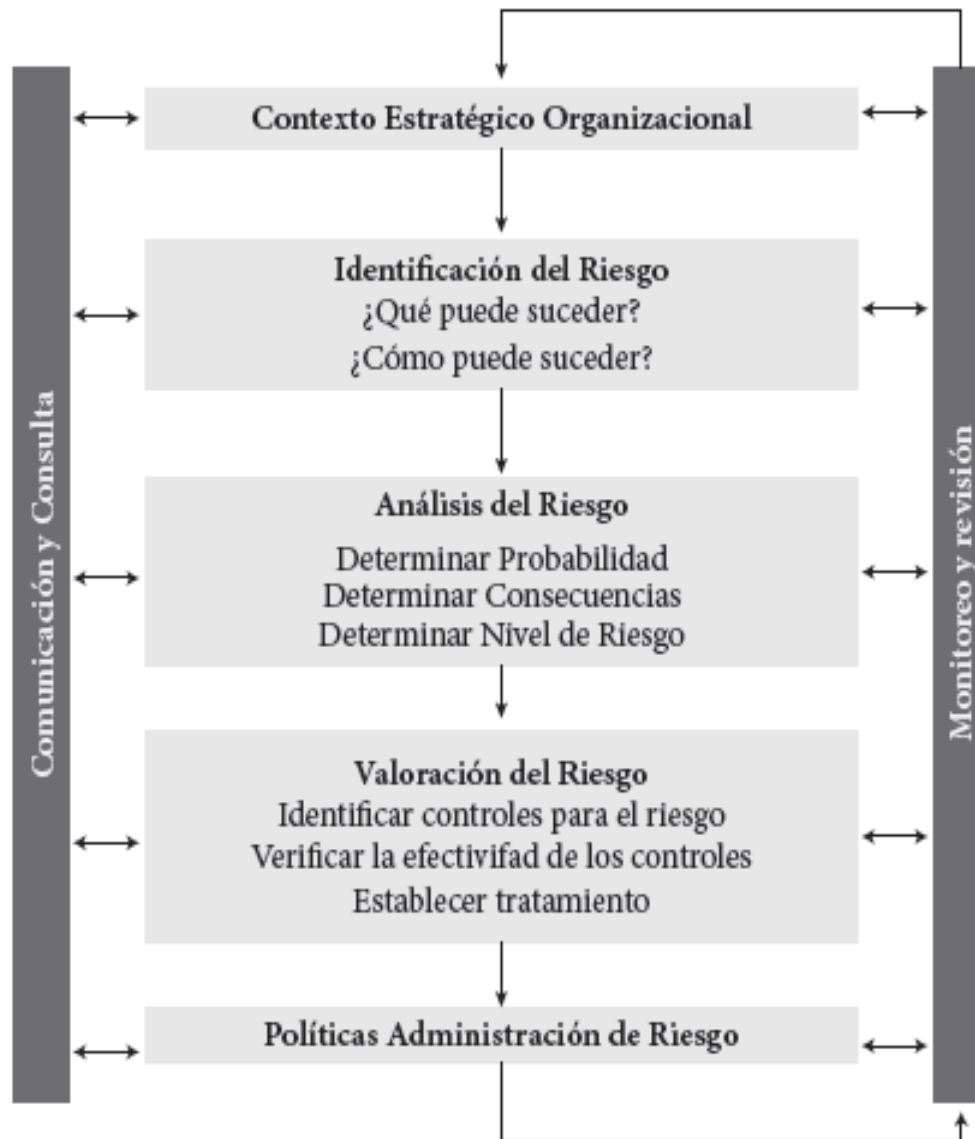 Contexto Estratégico Organizacional
Identificación del Riesgo
¿Qué puede suceder?
¿Cómo puede suceder?
Análisis del Riesgo
Determinar Probabilidad
Determinar Consecuencias
Determinar Nivel de Riesgo
Valoración del Riesgo
Identificar controles para el riesgo
Verificar la efectivifad de los controles
Establecer tratamiento
Políticas Administración de Riesgo
Comunicación y Consulta
Monitoreo y revisión